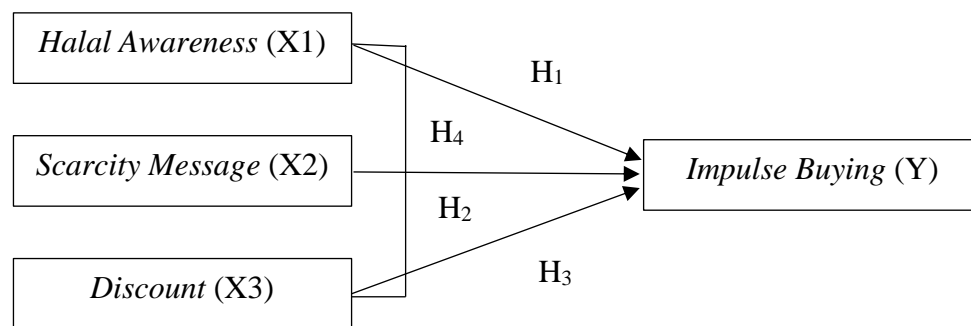 Halal Awareness (X1)
H₁
H₄
Scarcity Message (X2)
Impulse Buying (Y)
H₂
Discount (X3)
H₃